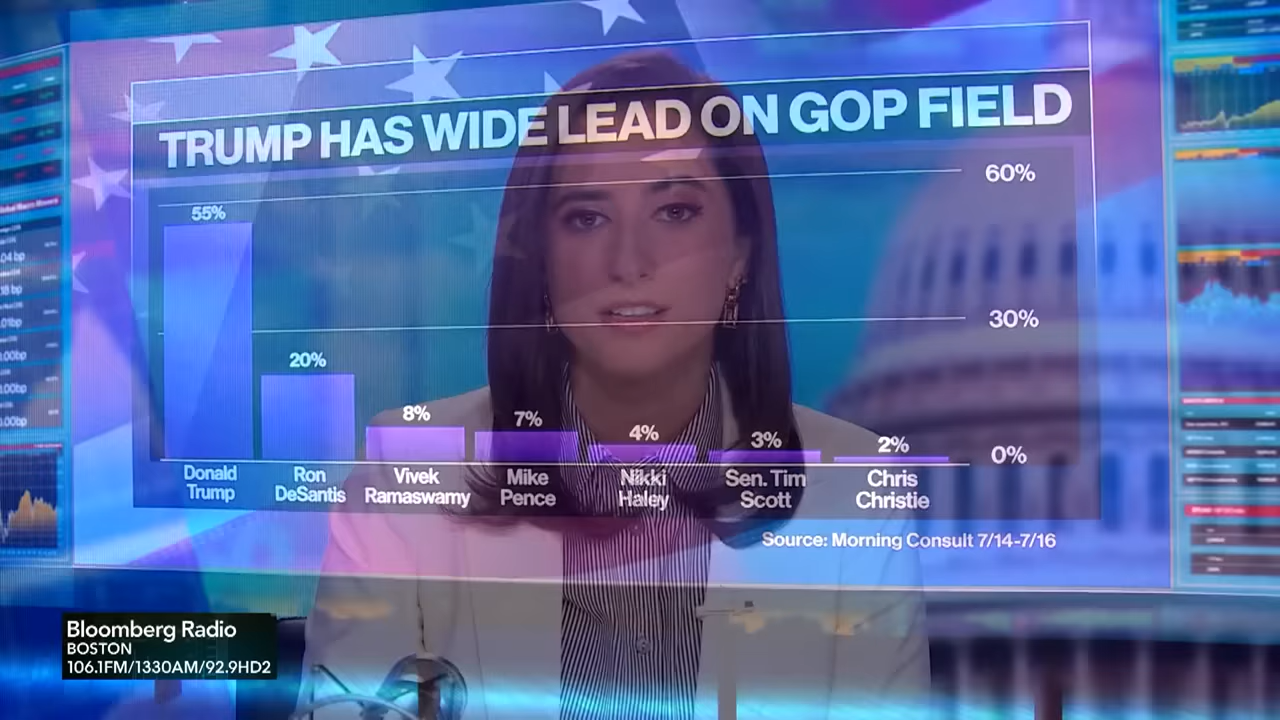 TRUMP HAS WIDE LEAD ON GOP FIELD
60%
55%
30%
20%
8%
7%
4%
3%
2%
0%
Donald
Trump
Ron
DeSantis
Vivek
Ramaswamy
Mike
Pence
Nikki
Haley
Sen. Tim
Scott
Chris
Christie
Source: Morning Consult 7/14-7/16
Bloomberg Radio
BOSTON
106.1FM/1330AM/92.9HD2